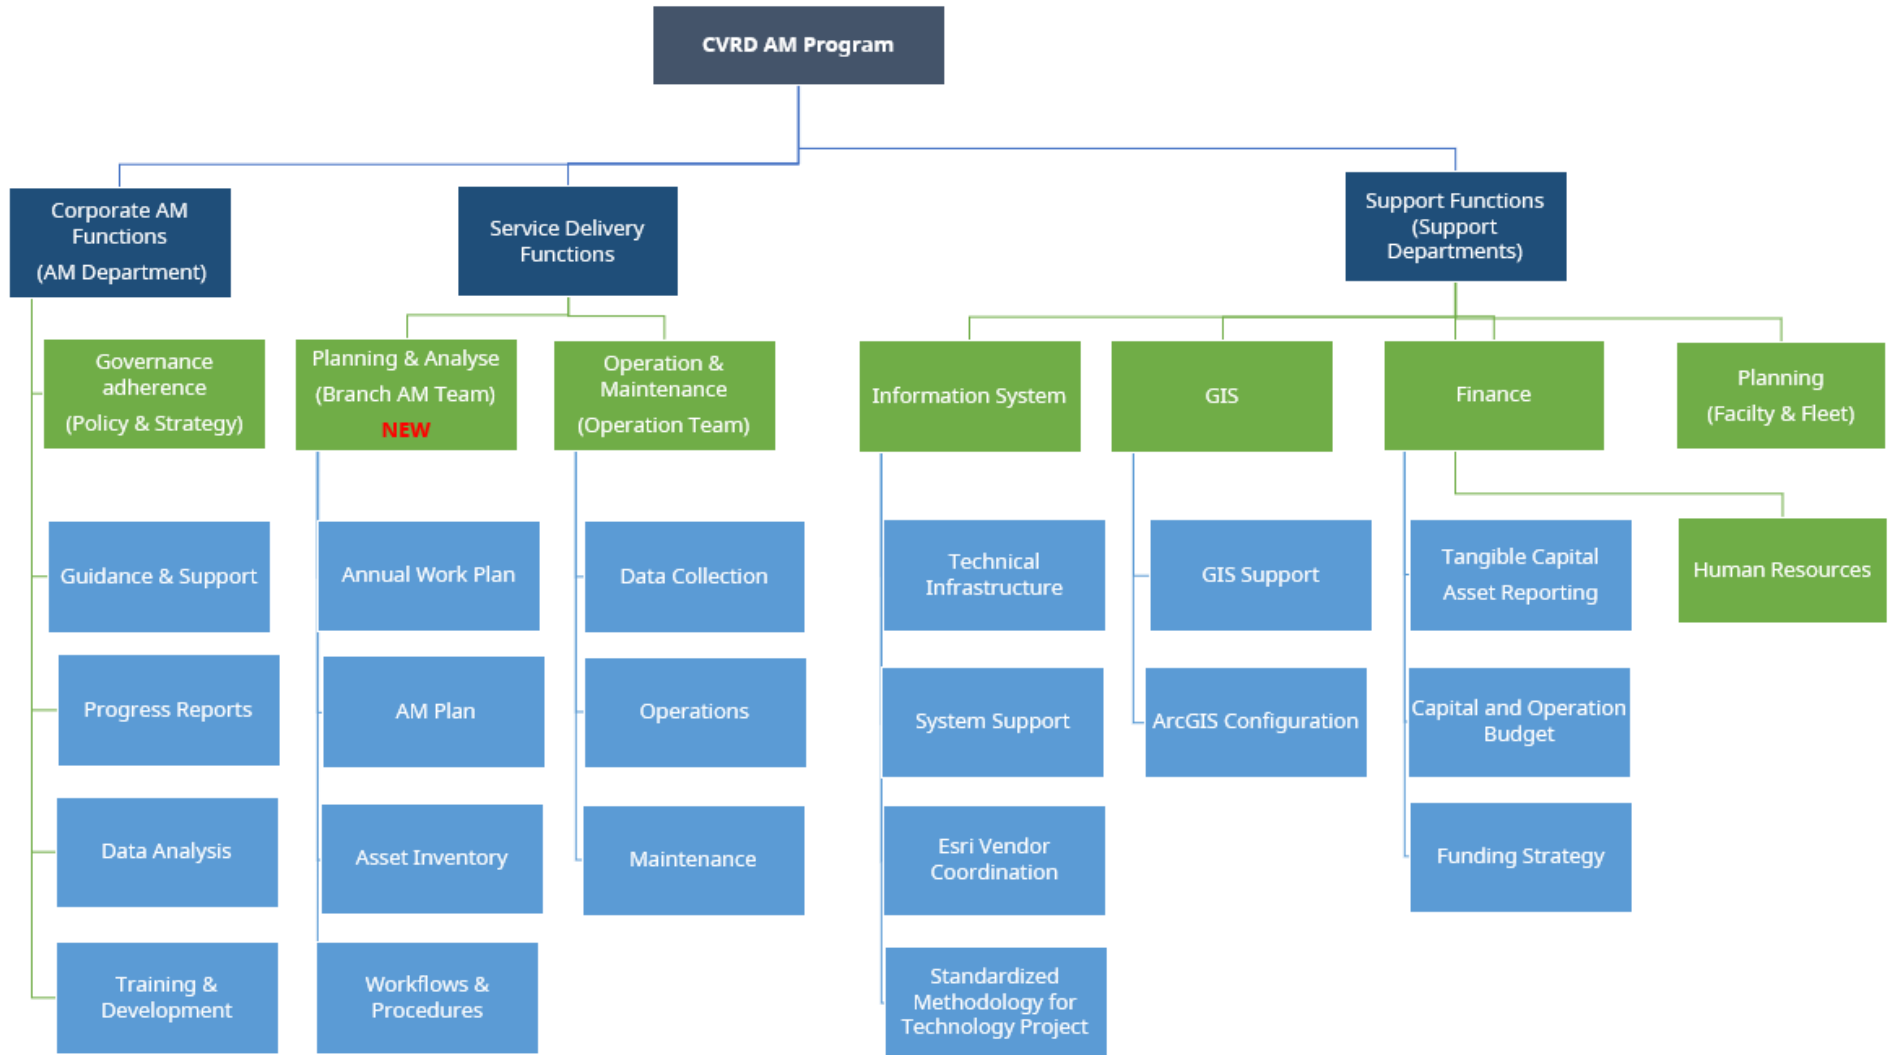 CVRD AM Program
Corporate AM
Functions
(AM Department)
Service Delivery
Functions
Support Functions
(Support
Departments)
Governance
adherence
(Policy & Strategy)
Planning & Analyse
(Branch AM Team)
NEW
Operation &
Maintenance
(Operation Team)
Information System
GIS
Finance
Planning
(Facilty & Fleet)
Guidance & Support
Annual Work Plan
Data Collection
Technical
Infrastructure
GIS Support
Tangible Capital
Asset Reporting
Human Resources
Progress Reports
AM Plan
Operations
System Support
ArcGIS Configuration
Capital and Operation
Budget
Data Analysis
Asset Inventory
Maintenance
Esri Vendor
Coordination
Funding Strategy
Training &
Development
Workflows &
Procedures
Standardized
Methodology for
Technology Project